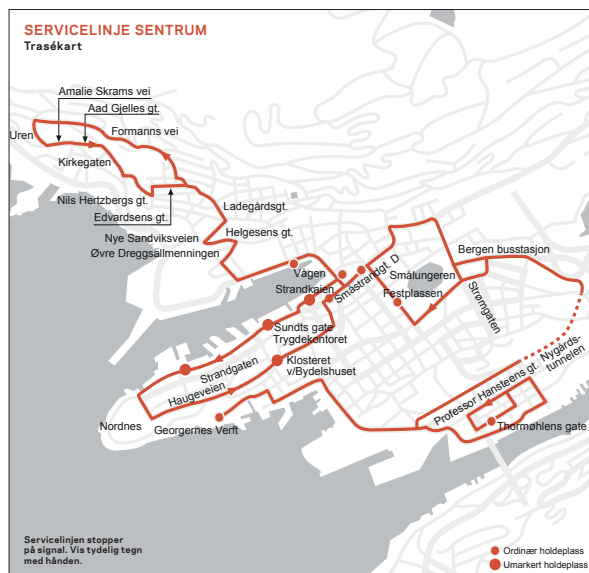 SERVICELINJE SENTRUM
Trasékart
Amalie Skrams vei
Aad Gjelles gt.
Formanns vei
Uren
Kirkegaten
Nils Hertzbergs gt.
Ladegårdsgt.
Edvardsens gt.
Helgesens gt.
Nye Sandviksveien
Øvre Dreggsallmenningen
Bergen busstasjon
Vågen
Småstrandgt. D
Smålungeren
Strandkaien
Festplassen
Strømgaten
Sundts gate
Trygdekontoret
Klosteret
v/Bydelshuset
Strandgaten
Haugeveien
Nygårds-
tunnelen
Professor Hansteens gt.
Nordnes
Georgernes Verft
Thormøhlens gate
Servicelinjen stopper
på signal. Vis tydelig tegn
med hånden.
Ordinær holdeplass
Umarkert holdeplass